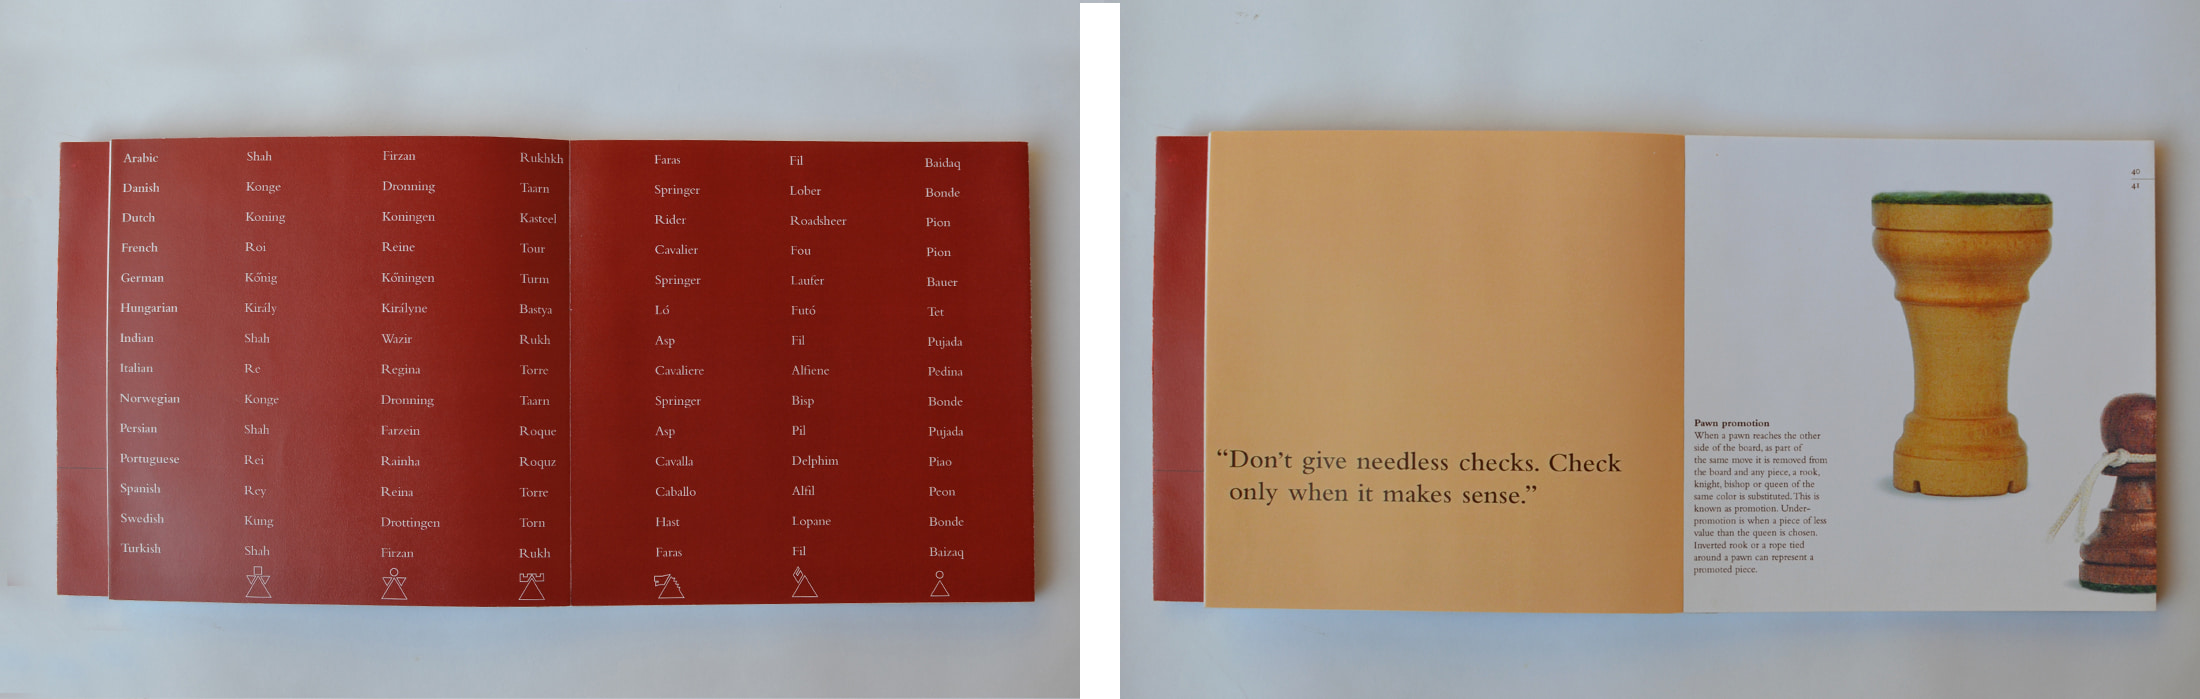 Arabic Shah Firzan Rukhkh Faras Fil Baidaq
Danish Konge Dronning Taarn Springer Lober Bonde
Dutch Koning Koningen Kasteel Rider Roadsheer Pion
French Roi Reine Tour Cavalier Fou Pion
German Kőnig Kőningen Turm Springer Laufer Bauer
Hungarian Király Királyne Bastya Ló Futó Tet
Indian Shah Wazir Rukh Asp Fil Pujada
Italian Re Regina Torre Cavaliere Alfiene Pedina
Norwegian Konge Dronning Taarn Springer Bisp Bonde
Persian Shah Farzein Roque Asp Pil Pujada
Portuguese Rei Rainha Roquz Cavalla Delphim Piao
Spanish Rey Reina Torre Caballo Alfil Peon
Swedish Kung Drottingen Torn Hast Lopane Bonde
Turkish Shah Firzan Rukh Faras Fil Baizaq
“Don’t give needless checks. Check
only when it makes sense.”
40
41
Pawn promotion
When a pawn reaches the other
side of the board, as part of
the same move it is removed from
the board and any piece, a rook,
knight, bishop or queen of the
same color is substituted. This is
known as promotion. Under-
promotion is when a piece of less
value than the queen is chosen.
Inverted rook or a rope tied
around a pawn can represent a
promoted piece.